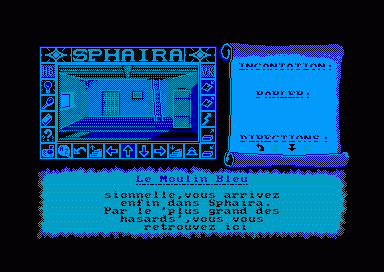 SPHAIRA
INCANTATION:
PARLER:
DIRECTIONS:
Le Moulin Bleu
sionnelle,vous arrivez
enfin dans Sphaira.
Par le 'plus grand des
hasards',vous vous
retrouvez ici